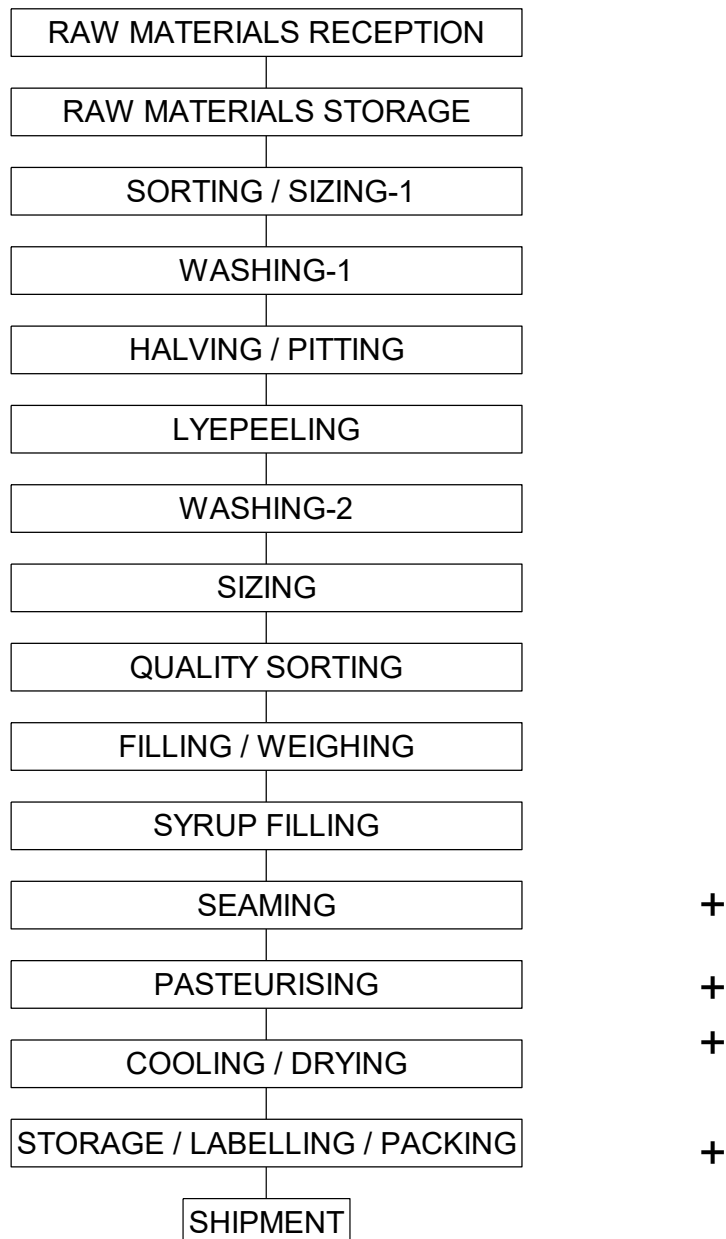 RAW MATERIALS RECEPTION
RAW MATERIALS STORAGE
SORTING / SIZING-1
WASHING-1
HALVING / PITTING
LYEPEELING
WASHING-2
SIZING
QUALITY SORTING
FILLING / WEIGHING
SYRUP FILLING
SEAMING +
PASTEURISING +
COOLING / DRYING +
STORAGE / LABELLING / PACKING +
SHIPMENT